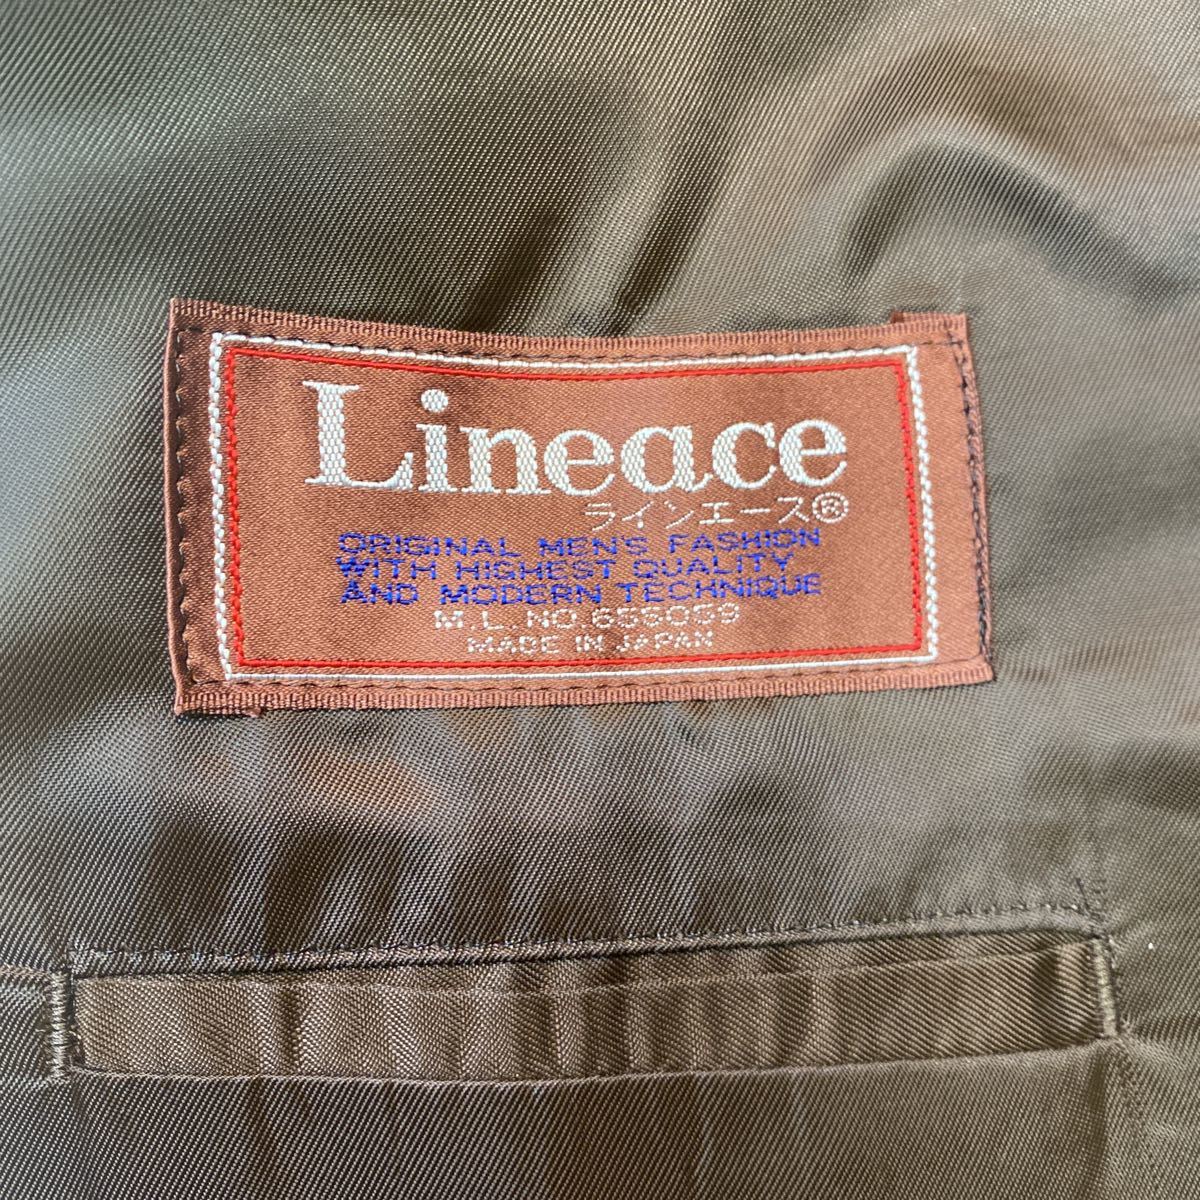 Lineace
ラインエース®
ORIGINAL MEN'S FASHION
WITH HIGHEST QUALITY
AND MODERN TECHNIQUE
M.L.NO.655059
MADE IN JAPAN